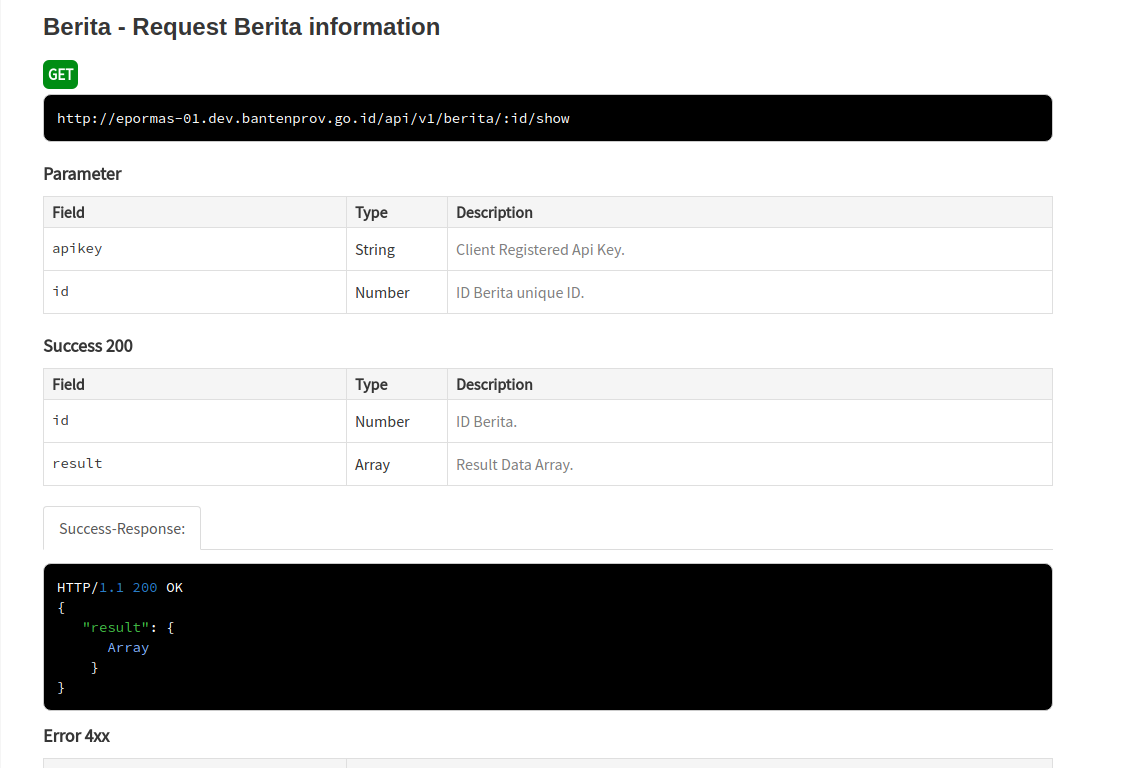 Berita - Request Berita information
GET
http://epormas-01.dev.bantenprov.go.id/api/v1/berita/:id/show
Parameter
Field Type Description
apikey String Client Registered Api Key.
id Number ID Berita unique ID.
Success 200
Field Type Description
id Number ID Berita.
result Array Result Data Array.
Success-Response:
HTTP/1.1 200 OK
{
"result": {
Array
}
}
Error 4xx